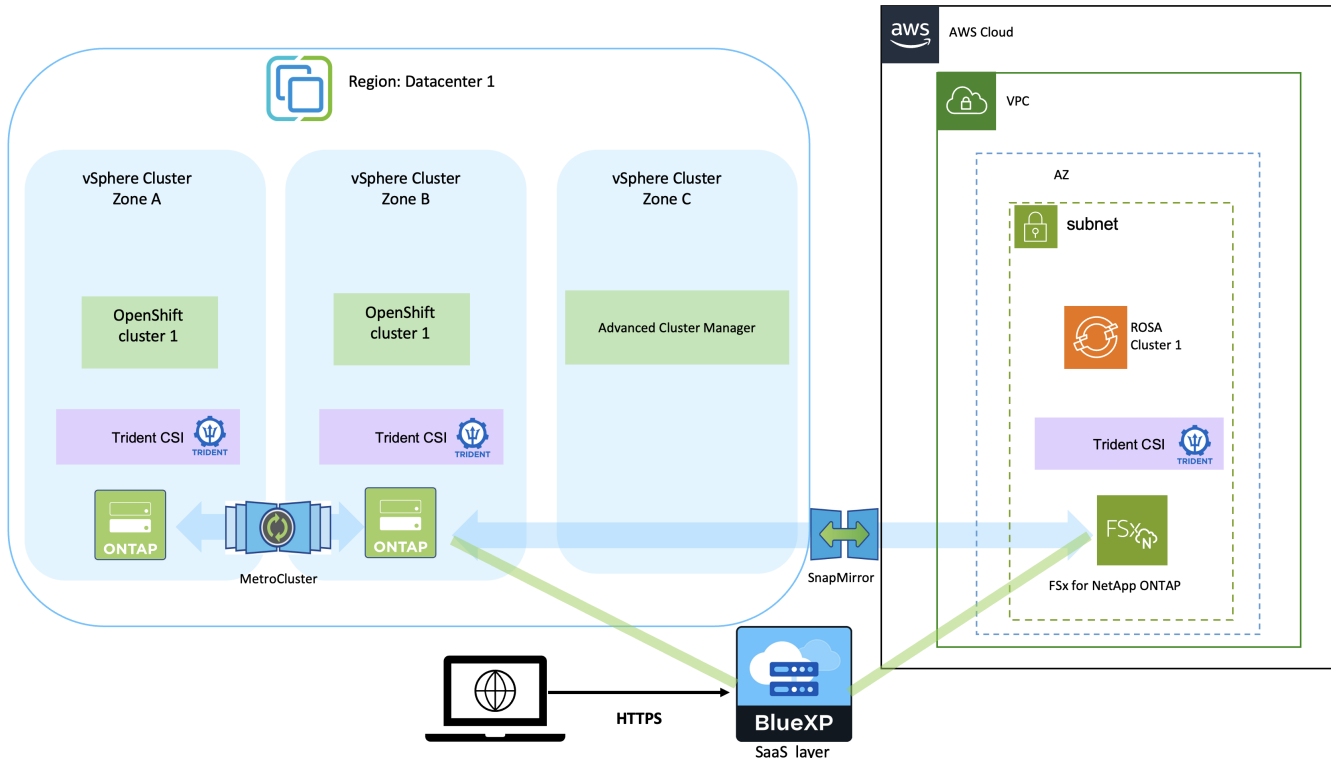 aws
AWS Cloud
Region: Datacenter 1
VPC
vSphere Cluster
Zone A
vSphere Cluster
Zone B
vSphere Cluster
Zone C
AZ
subnet
OpenShift
cluster 1
OpenShift
cluster 1
Advanced Cluster Manager
ROSA
Cluster 1
Trident CSI
TRIDENT
Trident CSI
TRIDENT
Trident CSI
TRIDENT
ONTAP
ONTAP
FSx
N
MetroCluster
SnapMirror
FSx for NetApp ONTAP
HTTPS
BlueXP
SaaS layer